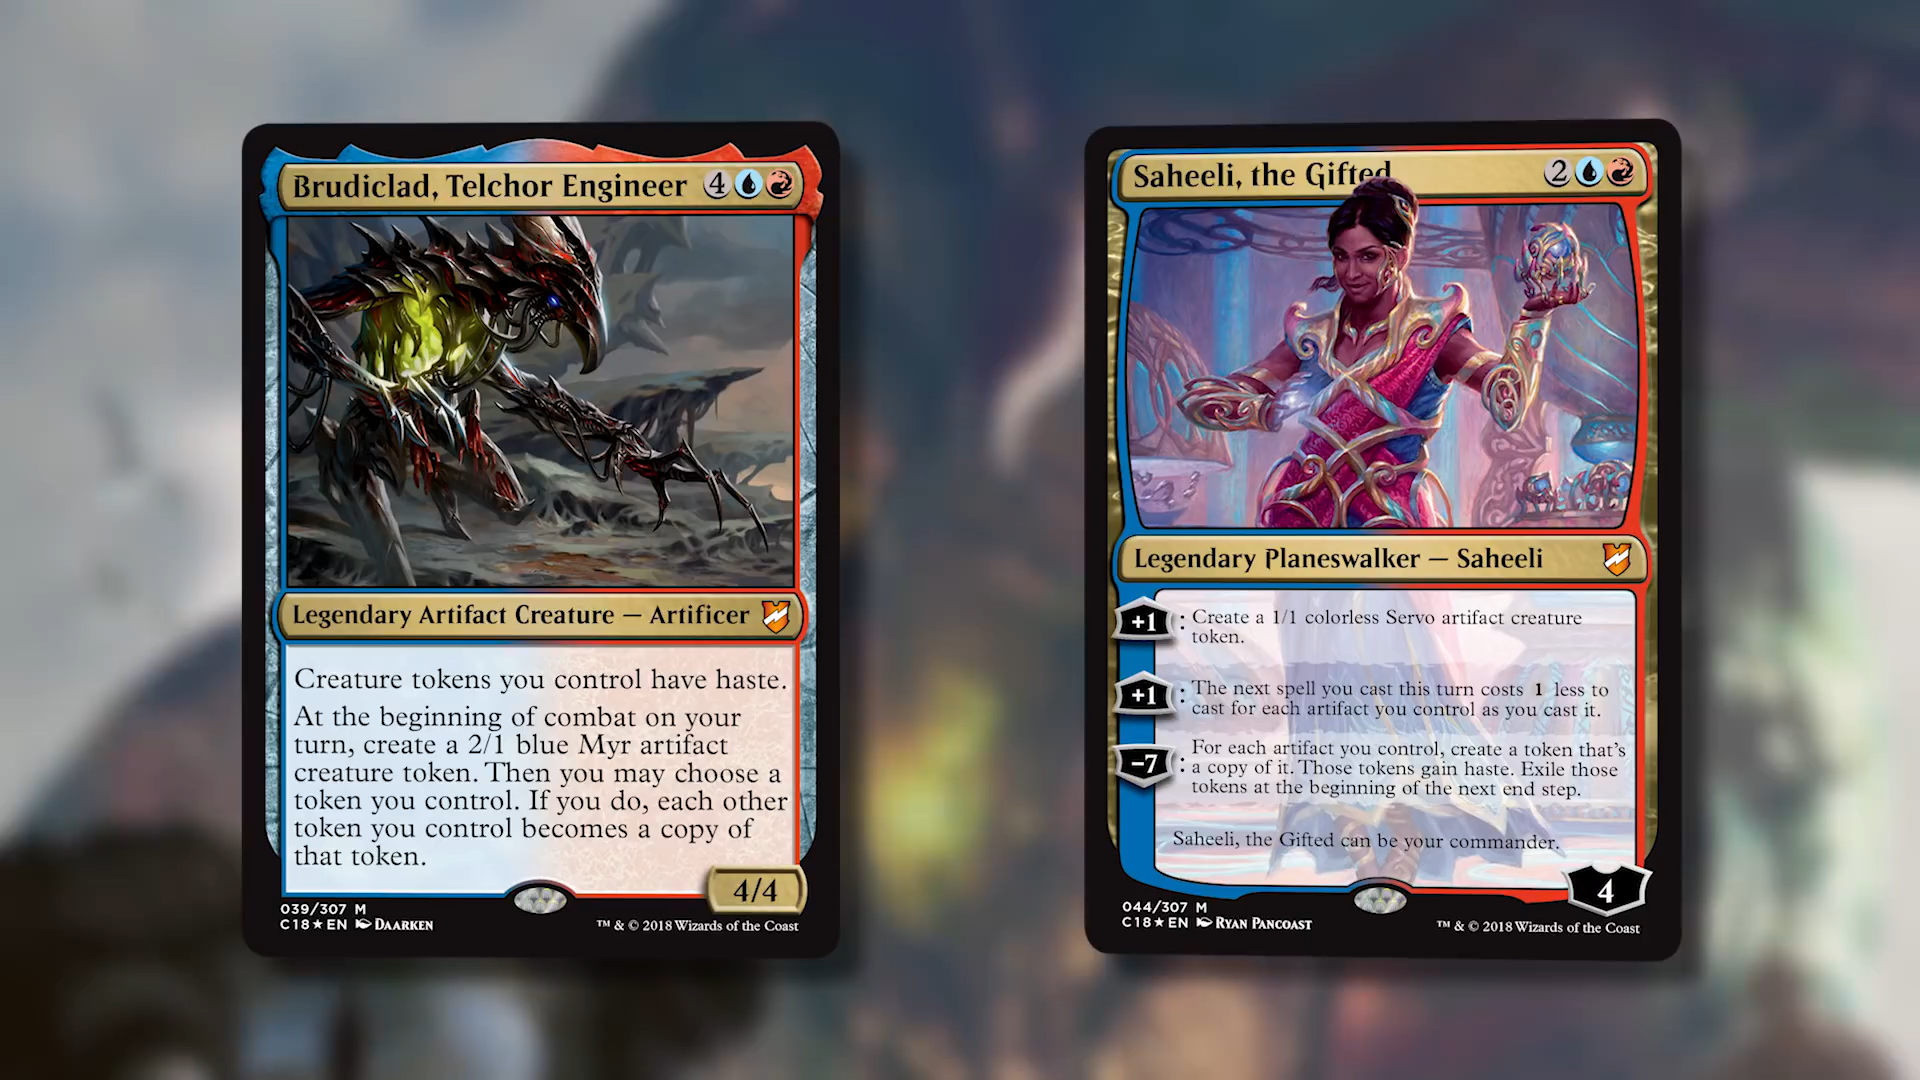 Brudiclad, Telchor Engineer 4
Legendary Artifact Creature — Artificer
Creature tokens you control have haste.
At the beginning of combat on your
turn, create a 2/1 blue Myr artifact
creature token. Then you may choose a
token you control. If you do, each other
token you control becomes a copy of
that token.
4/4
039/307 M
C18★EN DAARKEN
™ & © 2018 Wizards of the Coast
Saheeli, the Gifted 2
Legendary Planeswalker — Saheeli
+1 : Create a 1/1 colorless Servo artifact creature
token.
+1 : The next spell you cast this turn costs 1 less to
cast for each artifact you control as you cast it.
−7 : For each artifact you control, create a token that's
a copy of it. Those tokens gain haste. Exile those
tokens at the beginning of the next end step.
Saheeli, the Gifted can be your commander.
4
044/307 M
C18★EN RYAN PANCOAST
™ & © 2018 Wizards of the Coast